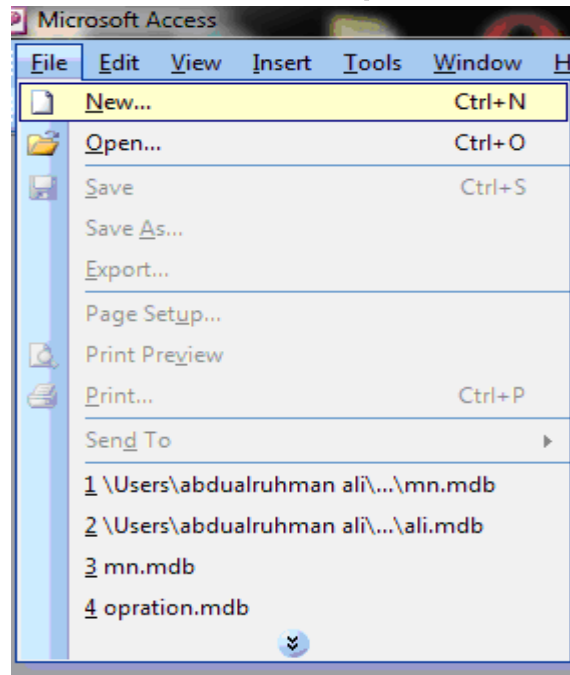 Microsoft Access
File Edit View Insert Tools Window H
New... Ctrl+N
Open... Ctrl+O
Save Ctrl+S
Save As...
Export...
Page Setup...
Print Preview
Print... Ctrl+P
Send To
1 \Users\abdualruhman ali\...\mn.mdb
2 \Users\abdualruhman ali\...\ali.mdb
3 mn.mdb
4 opration.mdb